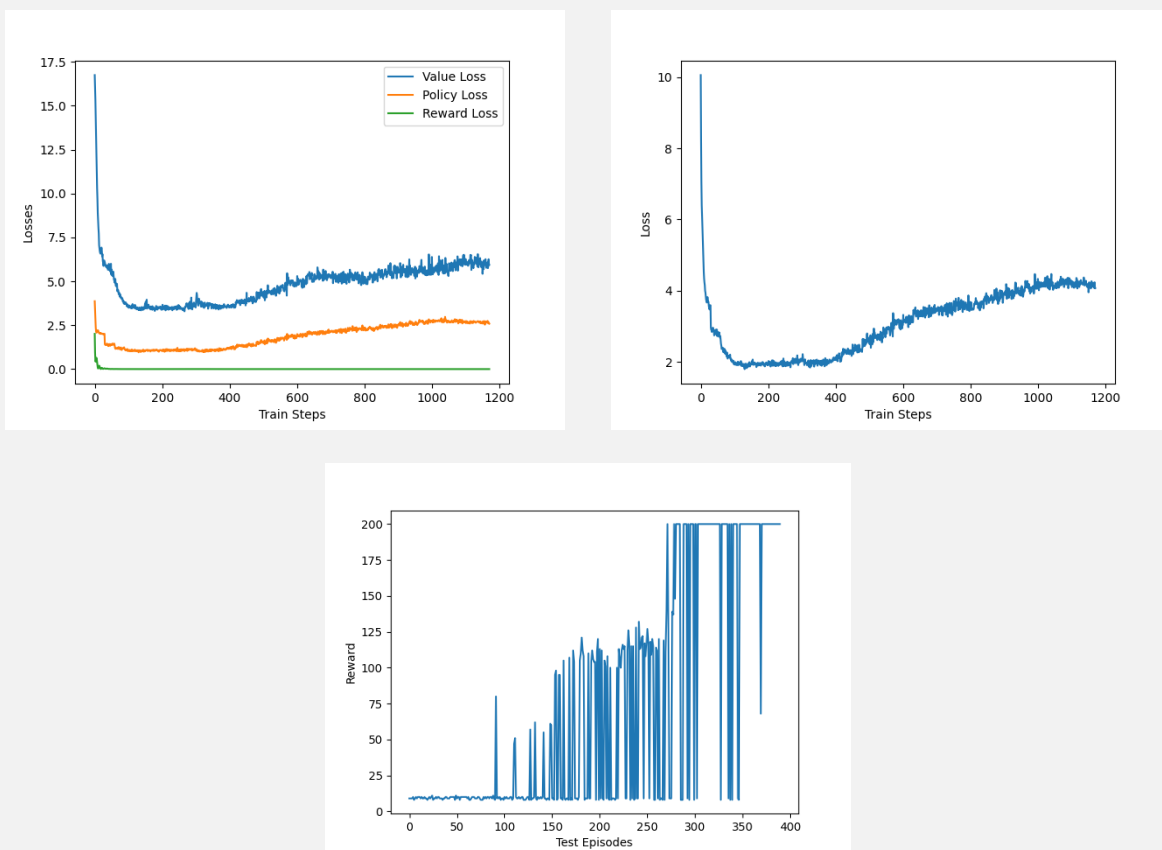 17.5
15.0
12.5
10.0
7.5
5.0
2.5
0.0
Losses
Value Loss
Policy Loss
Reward Loss
0 200 400 600 800 1000 1200
Train Steps
10
8
6
4
2
Loss
0 200 400 600 800 1000 1200
Train Steps
200
175
150
125
100
75
50
25
0
Reward
0 50 100 150 200 250 300 350 400
Test Episodes